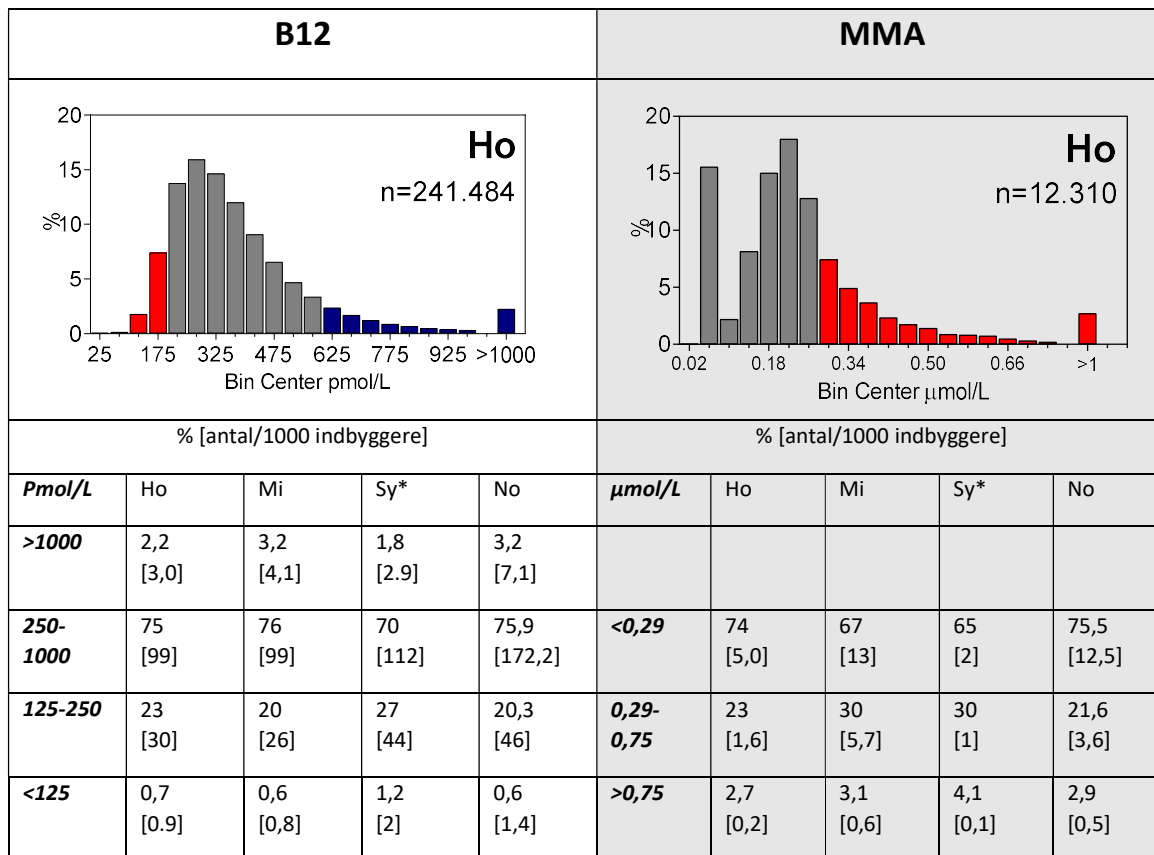 B12 MMA
20
15
%
10
5
0
Ho
n=241.484
25 175 325 475 625 775 925 >1000
Bin Center pmol/L
20
15
%
10
5
0
Ho
n=12.310
0.02 0.18 0.34 0.50 0.66 >1
Bin Center μmol/L
% [antal/1000 indbyggere] % [antal/1000 indbyggere]
Pmol/L Ho Mi Sy* No μmol/L Ho Mi Sy* No
>1000 2,2 3,2 1,8 3,2
[3,0] [4,1] [2.9] [7,1]
250- 75 76 70 75,9 <0,29 74 67 65 75,5
1000 [99] [99] [112] [172,2] [5,0] [13] [2] [12,5]
125-250 23 20 27 20,3 0,29- 23 30 30 21,6
[30] [26] [44] [46] 0,75 [1,6] [5,7] [1] [3,6]
<125 0,7 0,6 1,2 0,6 >0,75 2,7 3,1 4,1 2,9
[0.9] [0,8] [2] [1,4] [0,2] [0,6] [0,1] [0,5]